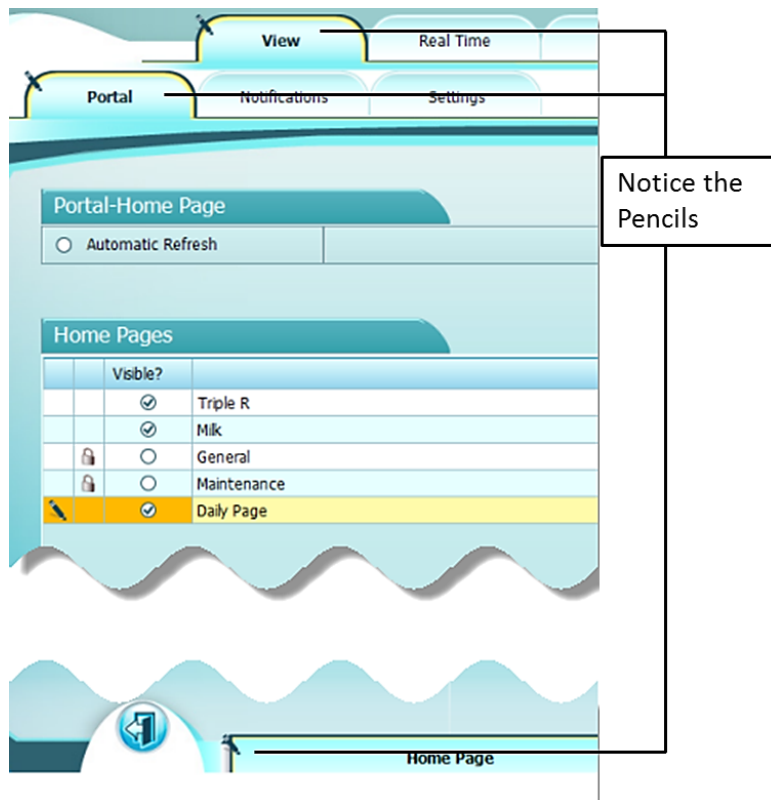 View
Real Time
Portal
Notifications
Settings
Notice the
Pencils
Portal-Home Page
Automatic Refresh
Home Pages
Visible?
Triple R
Milk
General
Maintenance
Daily Page
Home Page